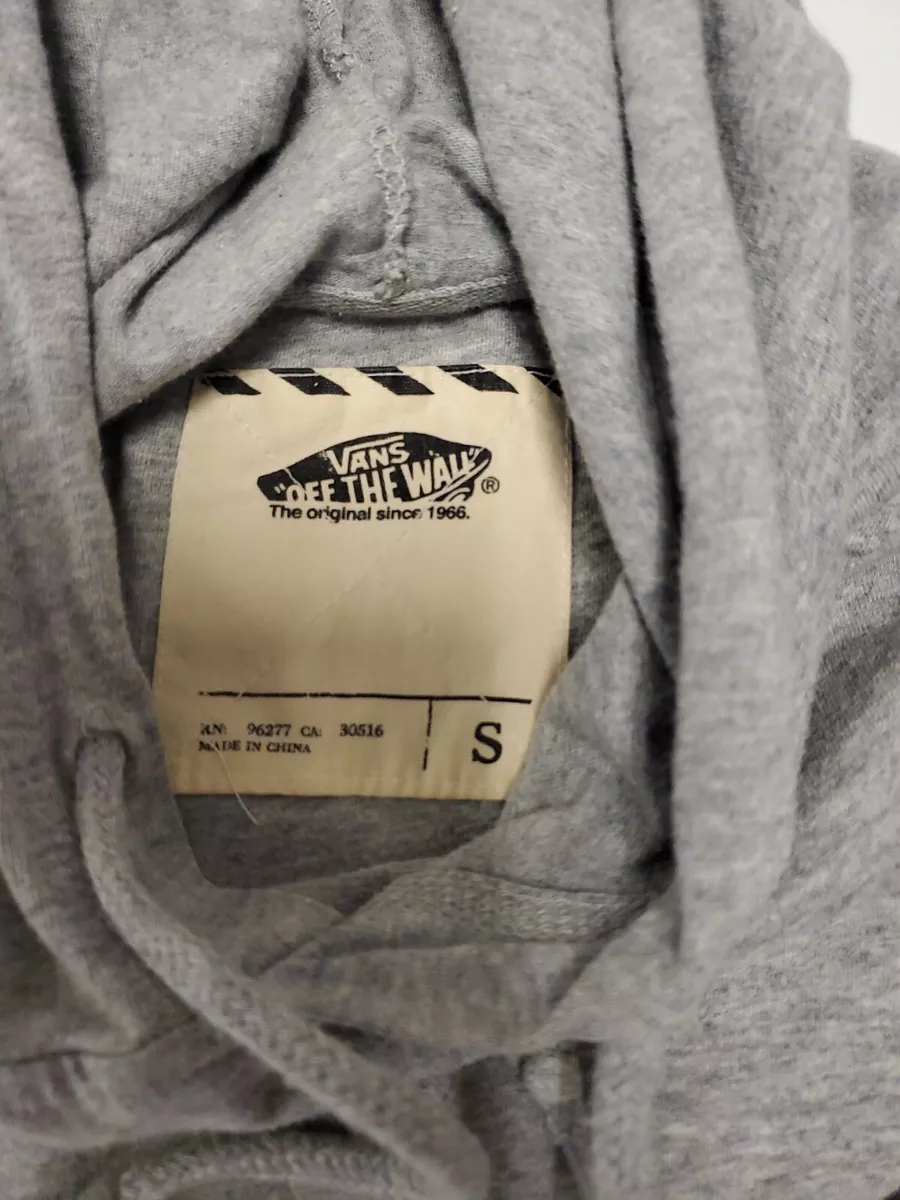 VANS
"OFF THE WALL" ®
The original since 1966.
RN: 96277 CA: 30516
MADE IN CHINA
S